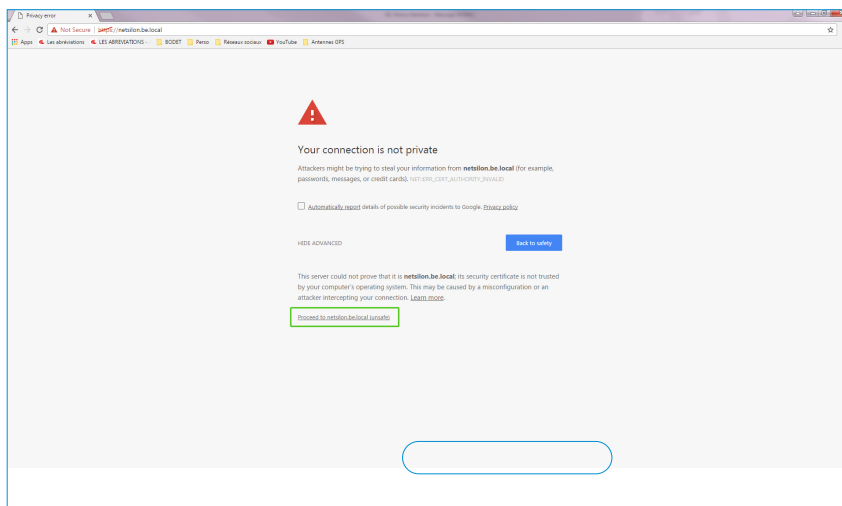 Privacy error
Not Secure | https://netsilon.be.local
Apps Les abréviations LES ABREVIATIONS - BODET Perso Réseaux sociaux YouTube Antennes GPS
Your connection is not private
Attackers might be trying to steal your information from netsilon.be.local (for example,
passwords, messages, or credit cards). NET::ERR_CERT_AUTHORITY_INVALID
Automatically report details of possible security incidents to Google. Privacy policy
HIDE ADVANCED
Back to safety
This server could not prove that it is netsilon.be.local; its security certificate is not trusted
by your computer's operating system. This may be caused by a misconfiguration or an
attacker intercepting your connection. Learn more.
Proceed to netsilon.be.local (unsafe)